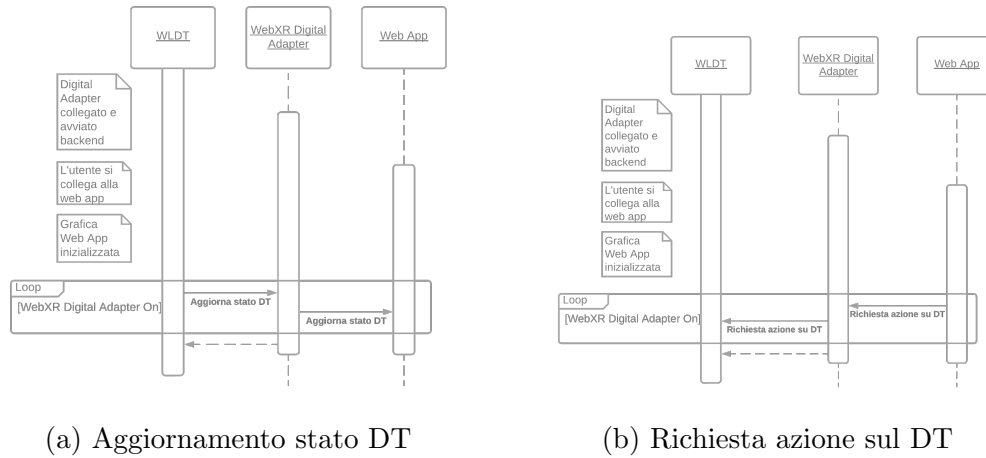 WLDT
WebXR Digital
Adapter
Web App
Digital
Adapter
collegato e
avviato
backend
L'utente si
collega alla
web app
Grafica
Web App
inizializzata
Loop
[WebXR Digital Adapter On]
Aggiorna stato DT
Aggiorna stato DT
(a) Aggiornamento stato DT
WLDT
WebXR Digital
Adapter
Web App
Digital
Adapter
collegato e
avviato
backend
L'utente si
collega alla
web app
Grafica
Web App
inizializzata
Loop
[WebXR Digital Adapter On]
Richiesta azione su DT
Richiesta azione su DT
(b) Richiesta azione sul DT